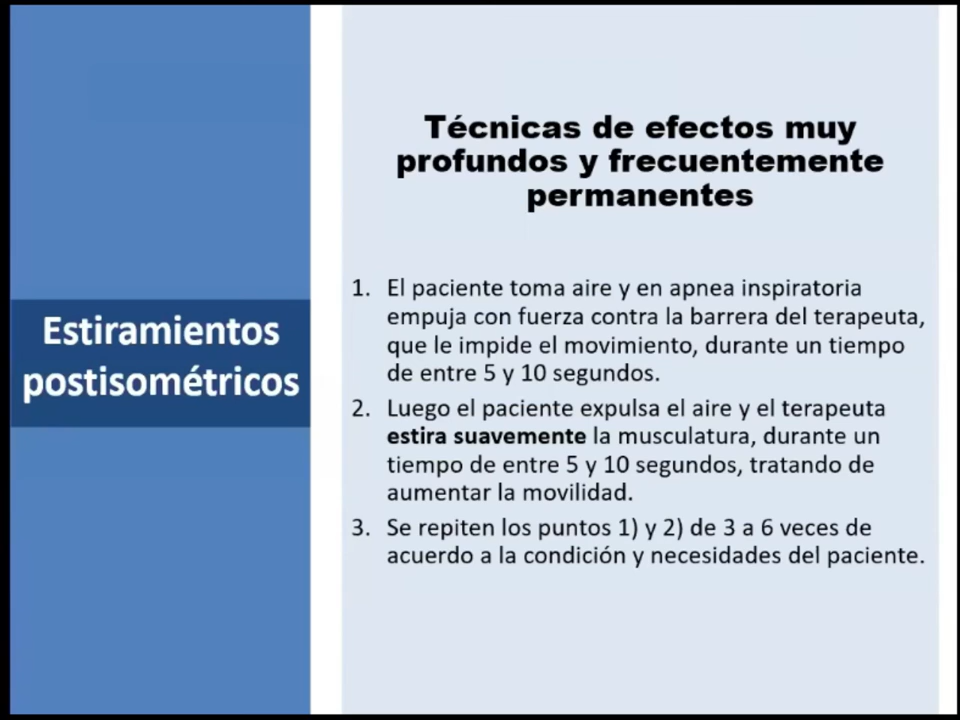 Estiramientos
postisométricos
Técnicas de efectos muy
profundos y frecuentemente
permanentes
1. El paciente toma aire y en apnea inspiratoria
empuja con fuerza contra la barrera del terapeuta,
que le impide el movimiento, durante un tiempo
de entre 5 y 10 segundos.
2. Luego el paciente expulsa el aire y el terapeuta
estira suavemente la musculatura, durante un
tiempo de entre 5 y 10 segundos, tratando de
aumentar la movilidad.
3. Se repiten los puntos 1) y 2) de 3 a 6 veces de
acuerdo a la condición y necesidades del paciente.